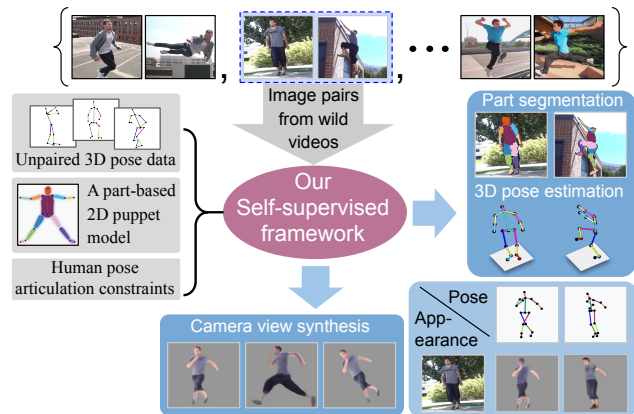 Image pairs
from wild
videos
Unpaired 3D pose data
A part-based
2D puppet
model
Human pose
articulation constraints
Our
Self-supervised
framework
Part segmentation
3D pose estimation
Camera view synthesis
Pose
App-
earance